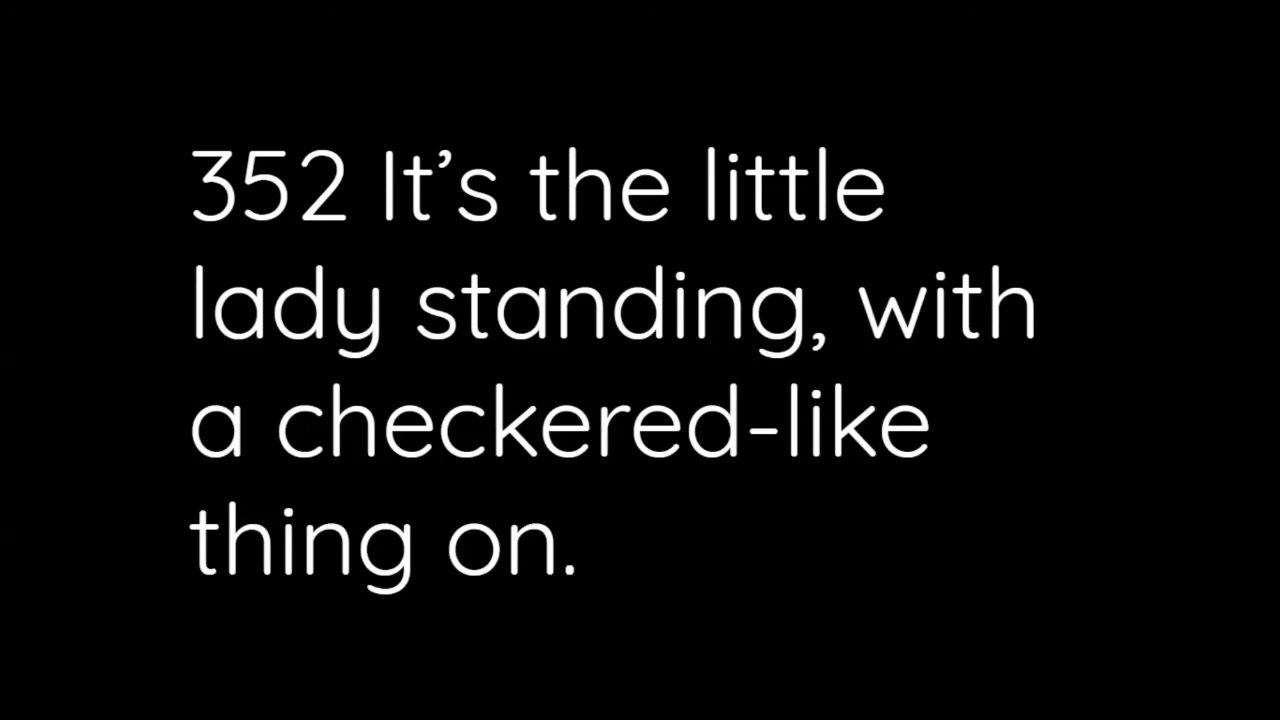 352 It’s the little
lady standing, with
a checkered-like
thing on.